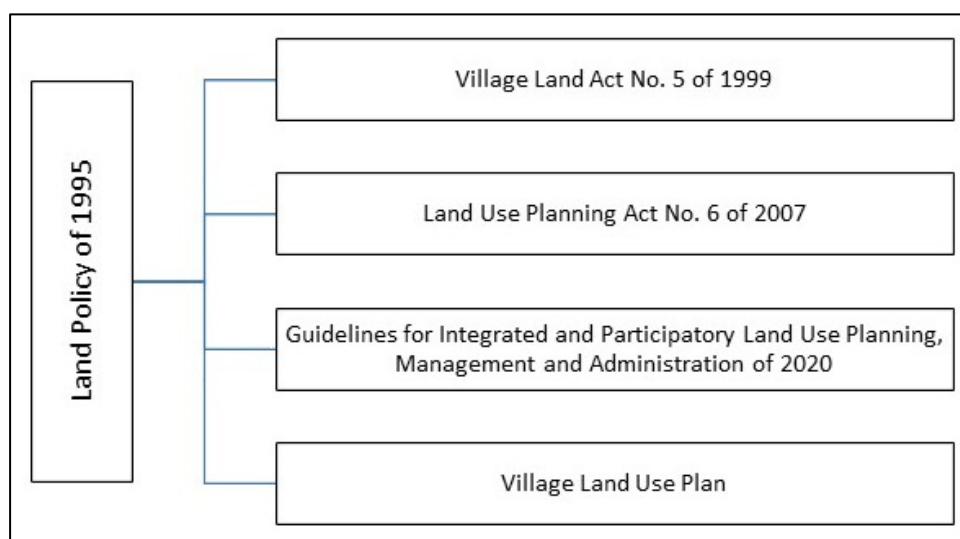 Land Policy of 1995
Village Land Act No. 5 of 1999
Land Use Planning Act No. 6 of 2007
Guidelines for Integrated and Participatory Land Use Planning,
Management and Administration of 2020
Village Land Use Plan